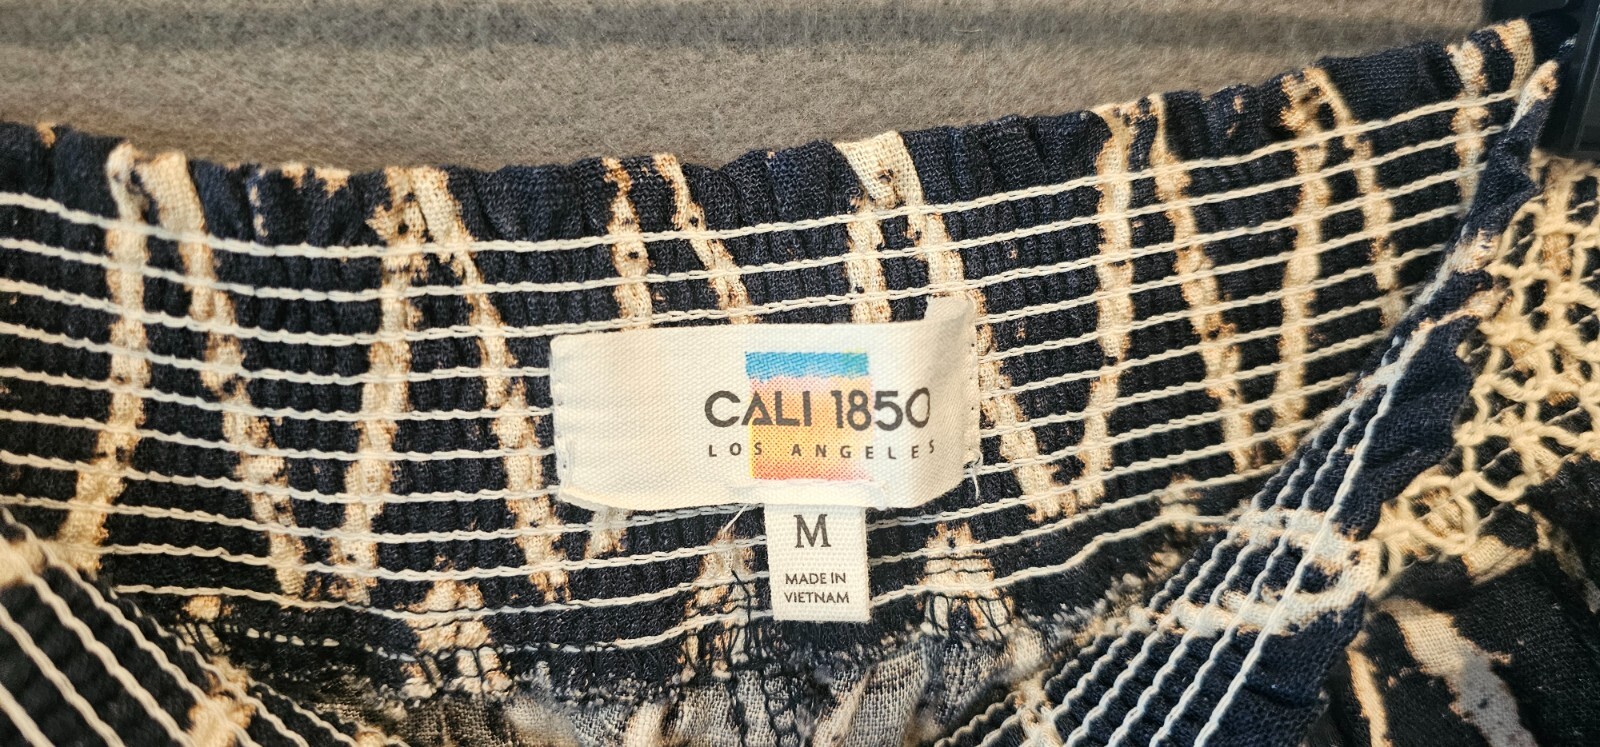 CALI 1850
LOS ANGELES
M
MADE IN
VIETNAM